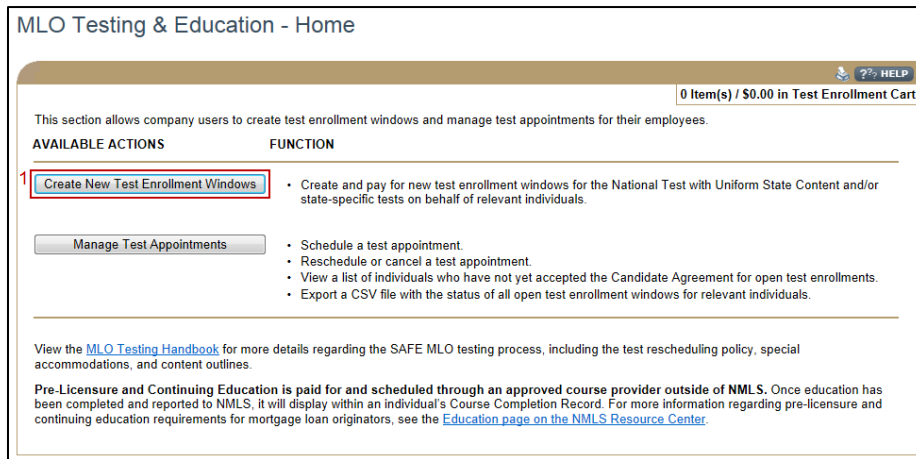 MLO Testing & Education - Home
??? HELP
0 Item(s) / $0.00 in Test Enrollment Cart
This section allows company users to create test enrollment windows and manage test appointments for their employees.
AVAILABLE ACTIONS FUNCTION
1 Create New Test Enrollment Windows • Create and pay for new test enrollment windows for the National Test with Uniform State Content and/or
state-specific tests on behalf of relevant individuals.
Manage Test Appointments • Schedule a test appointment.
• Reschedule or cancel a test appointment.
• View a list of individuals who have not yet accepted the Candidate Agreement for open test enrollments.
• Export a CSV file with the status of all open test enrollment windows for relevant individuals.
View the MLO Testing Handbook for more details regarding the SAFE MLO testing process, including the test rescheduling policy, special
accommodations, and content outlines.
Pre-Licensure and Continuing Education is paid for and scheduled through an approved course provider outside of NMLS. Once education has
been completed and reported to NMLS, it will display within an individual's Course Completion Record. For more information regarding pre-licensure and
continuing education requirements for mortgage loan originators, see the Education page on the NMLS Resource Center.